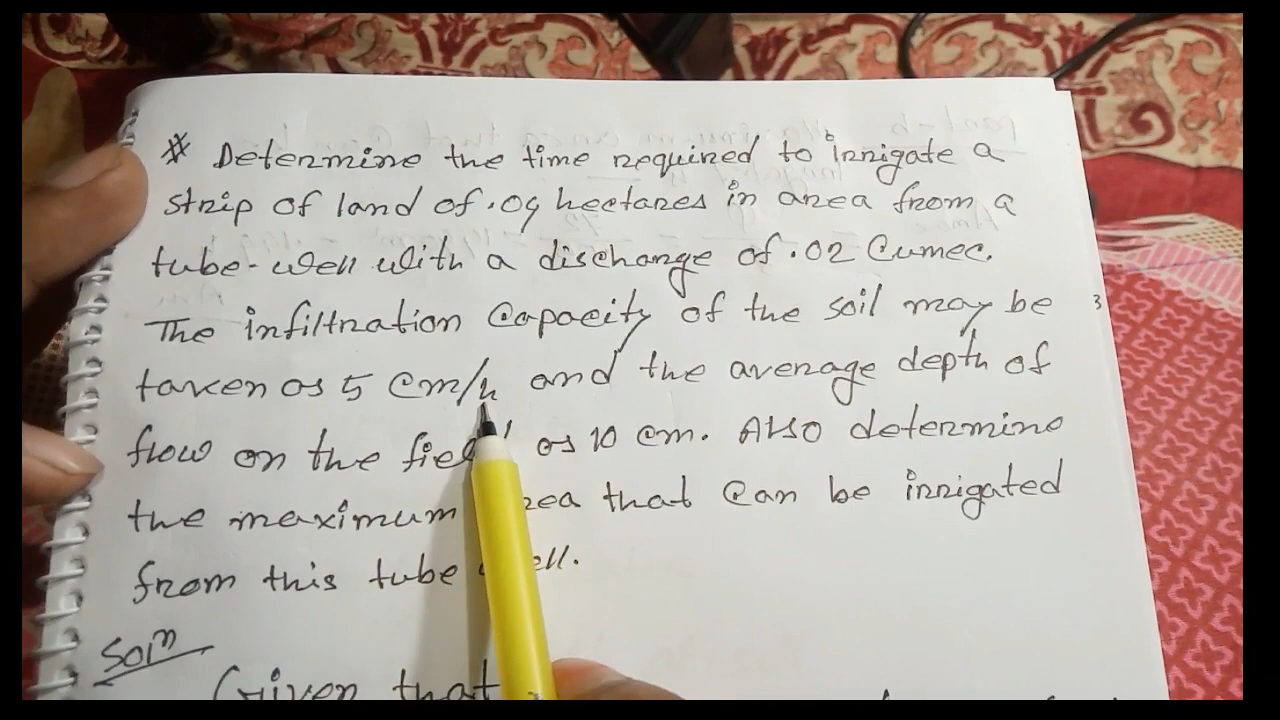 * Determine the time required to irrigate a
strip of land of .04 hectares in area from a
tube-well with a discharge of .02 Cumec.
The infiltration Capacity of the soil may be
taken as 5 cm/h and the average depth of
flow on the field as 10 cm. Also determine
the maximum area that can be irrigated
from this tube well.
Soln
Given that